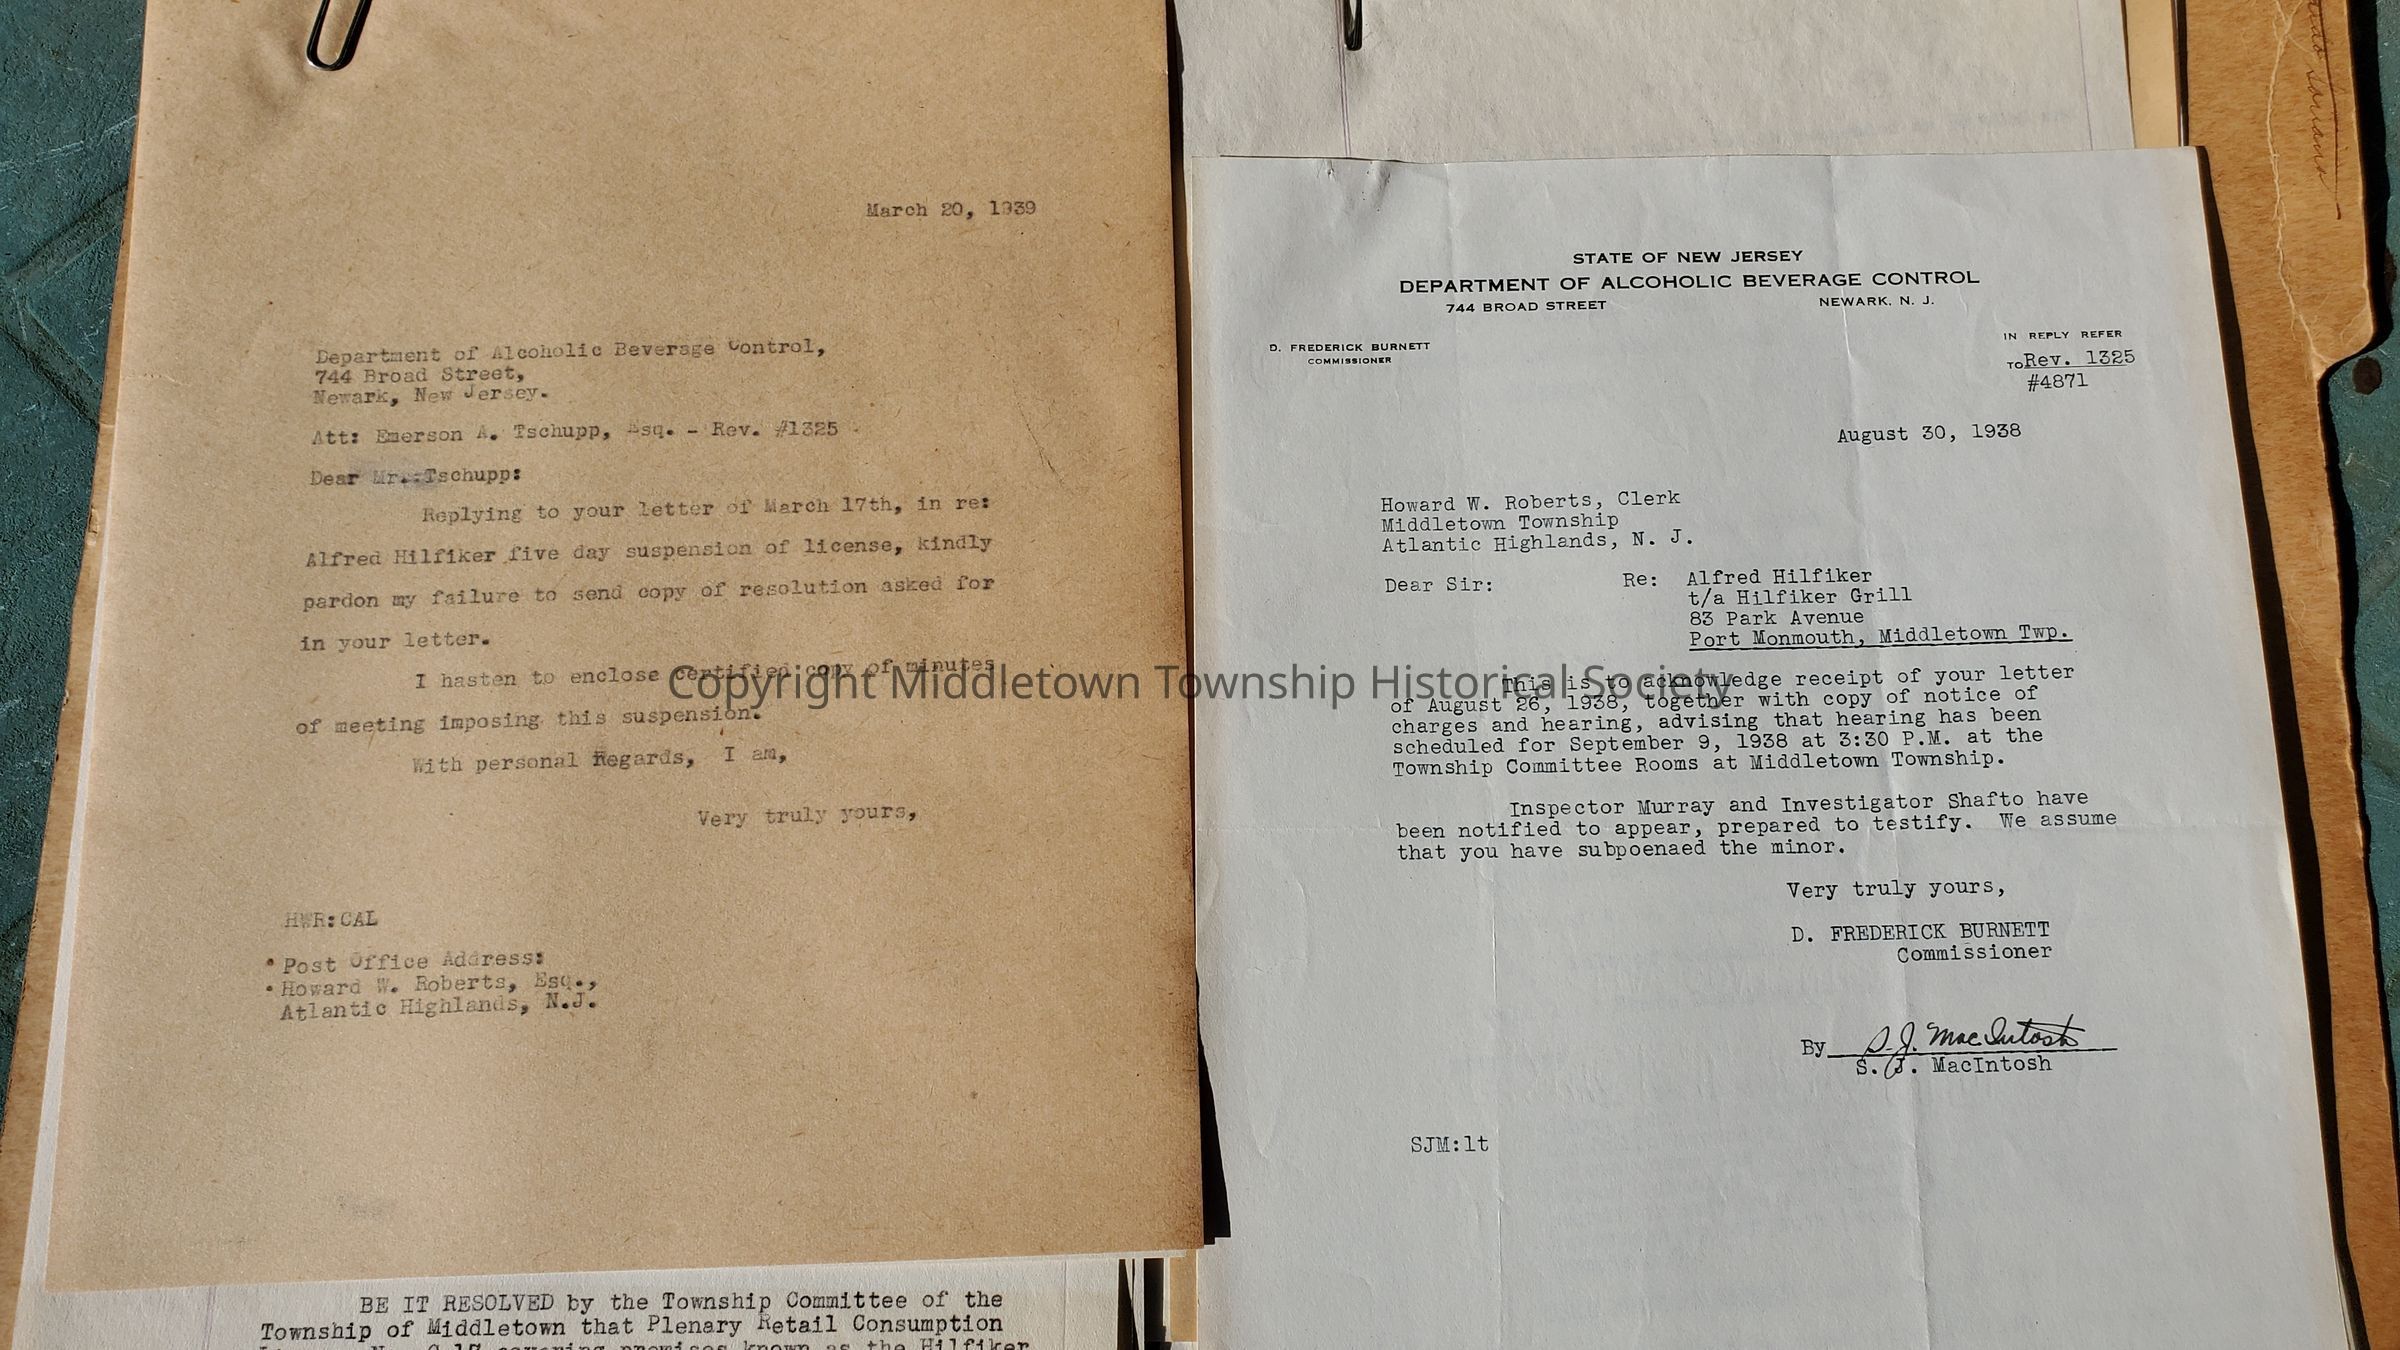 March 20, 1939
Department of Alcoholic Beverage Control,
744 Broad Street,
Newark, New Jersey.
Att: Emerson A. Tschupp, Esq. - Rev. #1325
Dear Mr. Tschupp:
Replying to your letter of March 17th, in re:
Alfred Hilfiker five day suspension of license, kindly
pardon my failure to send copy of resolution asked for
in your letter.
I hasten to enclose certified copy of minutes
of meeting imposing this suspension.
With personal Regards, I am,
Very truly yours,
HWR:CAL
Post Office Address:
Howard W. Roberts, Esq.,
Atlantic Highlands, N.J.
BE IT RESOLVED by the Township Committee of the
Township of Middletown that Plenary Retail Consumption
covering premises known as the Hilfiker
STATE OF NEW JERSEY
DEPARTMENT OF ALCOHOLIC BEVERAGE CONTROL
744 BROAD STREET NEWARK, N. J.
D. FREDERICK BURNETT
COMMISSIONER
IN REPLY REFER
TO Rev. 1325
#4871
August 30, 1938
Howard W. Roberts, Clerk
Middletown Township
Atlantic Highlands, N. J.
Dear Sir: Re: Alfred Hilfiker
t/a Hilfiker Grill
83 Park Avenue
Port Monmouth, Middletown Twp.
This is to acknowledge receipt of your letter
of August 26, 1938, together with copy of notice of
charges and hearing, advising that hearing has been
scheduled for September 9, 1938 at 3:30 P.M. at the
Township Committee Rooms at Middletown Township.
Inspector Murray and Investigator Shafto have
been notified to appear, prepared to testify. We assume
that you have subpoenaed the minor.
Very truly yours,
D. FREDERICK BURNETT
Commissioner
By S. J. MacIntosh
S. J. MacIntosh
SJM:lt
Copyright Middletown Township Historical Society